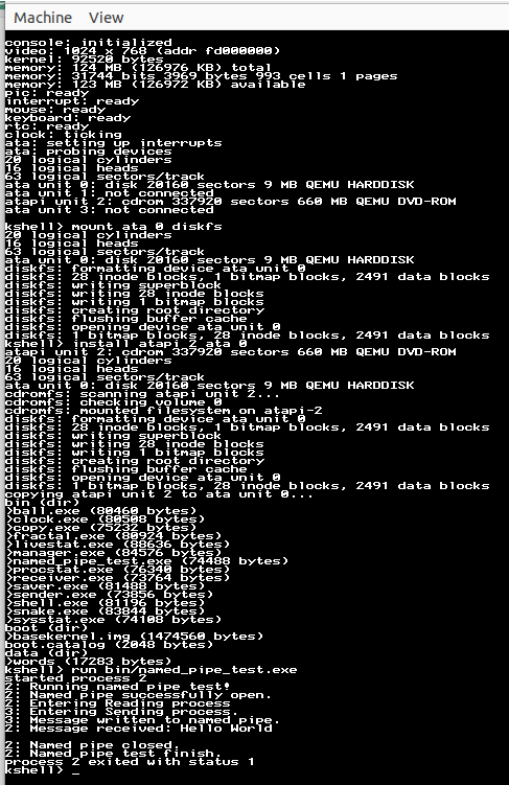 Machine View
console: initialized
video: 1024 x 768 (addr fd000000)
kernel: 92520 bytes
memory: 124 MB (126976 KB) total
memory: 31744 bits 3969 bytes 993 cells 1 pages
memory: 123 MB (126972 KB) available
pic: ready
interrupt: ready
mouse: ready
keyboard: ready
rtc: ready
clock: ticking
ata: setting up interrupts
ata: probing devices
20 logical cylinders
16 logical heads
63 logical sectors/track
ata unit 0: disk 20160 sectors 9 MB QEMU HARDDISK
ata unit 1: not connected
atapi unit 2: cdrom 337920 sectors 660 MB QEMU DVD-ROM
ata unit 3: not connected
kshell> mount ata 0 diskfs
20 logical cylinders
16 logical heads
63 logical sectors/track
ata unit 0: disk 20160 sectors 9 MB QEMU HARDDISK
diskfs: formatting device ata unit 0
diskfs: 28 inode blocks, 1 bitmap blocks, 2491 data blocks
diskfs: writing superblock
diskfs: writing 28 inode blocks
diskfs: writing 1 bitmap blocks
diskfs: creating root directory
diskfs: flushing buffer cache
diskfs: opening device ata unit 0
diskfs: 1 bitmap blocks, 28 inode blocks, 2491 data blocks
kshell> install atapi 2 ata 0
atapi unit 2: cdrom 337920 sectors 660 MB QEMU DVD-ROM
20 logical cylinders
16 logical heads
63 logical sectors/track
ata unit 0: disk 20160 sectors 9 MB QEMU HARDDISK
cdromfs: scanning atapi unit 2...
cdromfs: checking volume 0
cdromfs: mounted filesystem on atapi-2
diskfs: formatting device ata unit 0
diskfs: 28 inode blocks, 1 bitmap blocks, 2491 data blocks
diskfs: writing superblock
diskfs: writing 28 inode blocks
diskfs: writing 1 bitmap blocks
diskfs: creating root directory
diskfs: flushing buffer cache
diskfs: opening device ata unit 0
diskfs: 1 bitmap blocks, 28 inode blocks, 2491 data blocks
copying atapi unit 2 to ata unit 0...
bin (dir)
>ball.exe (80460 bytes)
>clock.exe (80508 bytes)
>copy.exe (75232 bytes)
>fractal.exe (80924 bytes)
>livestat.exe (88636 bytes)
>manager.exe (84576 bytes)
>named_pipe_test.exe (74488 bytes)
>procstat.exe (76340 bytes)
>receiver.exe (73764 bytes)
>saver.exe (81488 bytes)
>sender.exe (73856 bytes)
>shell.exe (81196 bytes)
>snake.exe (83844 bytes)
>sysstat.exe (74108 bytes)
boot (dir)
>basekernel.img (1474560 bytes)
boot.catalog (2048 bytes)
data (dir)
>words (17283 bytes)
kshell> run bin/named_pipe_test.exe
started process 2
2: Running named pipe test!
2: Named pipe successfully open.
2: Entering Reading process
3: Entering Sending process.
3: Message written to named pipe.
2: Message received: Hello World
2: Named pipe closed.
2: Named pipe test finish.
process 2 exited with status 1
kshell> _